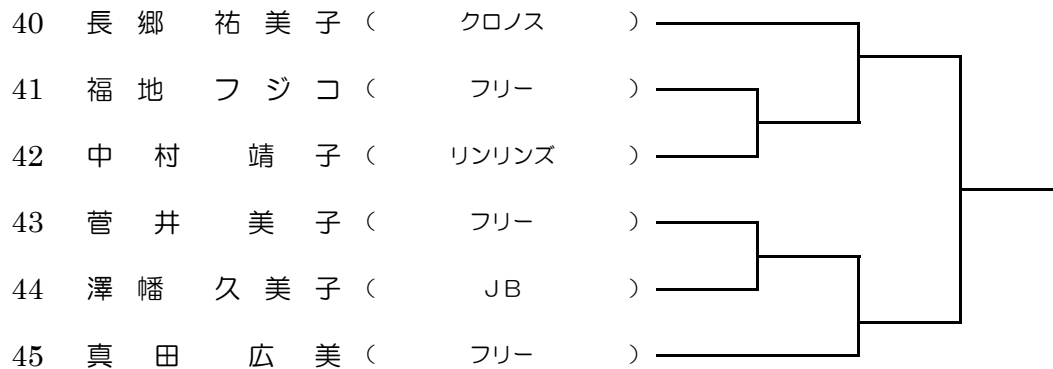 40 長郷 祐美子（ クロノス ）
41 福地 フジコ（ フリー ）
42 中村 靖子（ リンリンズ ）
43 菅井 美子（ フリー ）
44 澤幡 久美子（ ＪＢ ）
45 真田 広美（ フリー ）